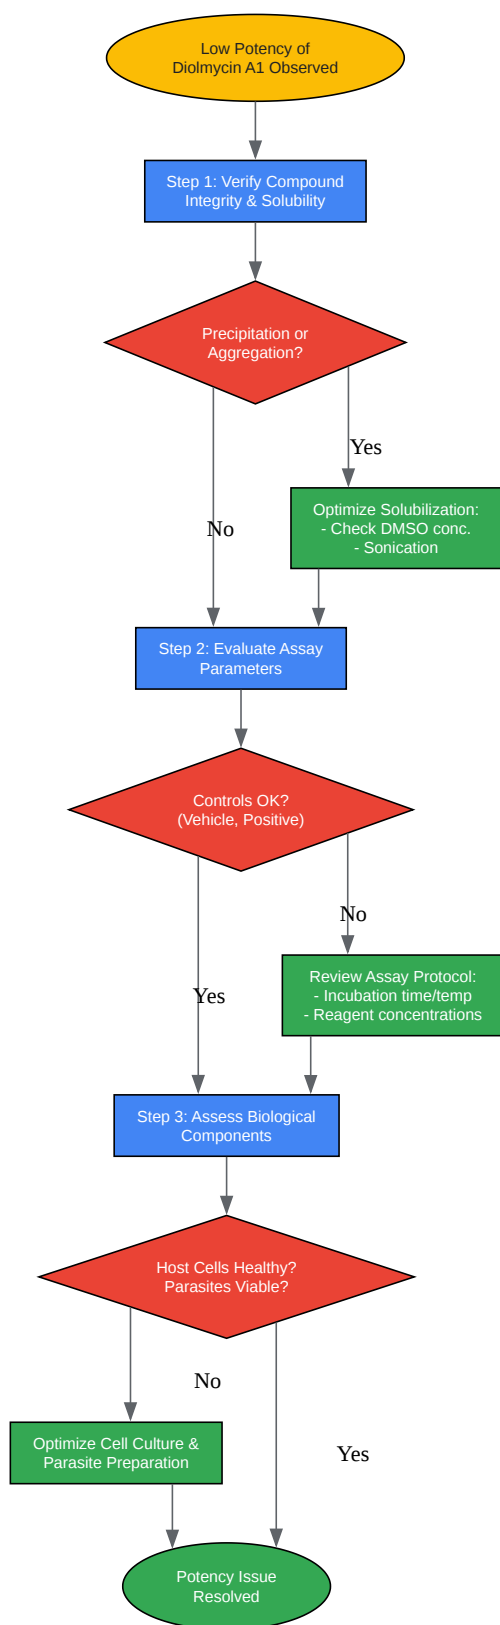 Low Potency of
Diolmycin A1 Observed
Step 1: Verify Compound
Integrity & Solubility
Precipitation or
Aggregation?
Yes
Optimize Solubilization:
- Check DMSO conc.
- Sonication
No
Step 2: Evaluate Assay
Parameters
Controls OK?
(Vehicle, Positive)
No
Review Assay Protocol:
- Incubation time/temp
- Reagent concentrations
Yes
Step 3: Assess Biological
Components
Host Cells Healthy?
Parasites Viable?
No
Optimize Cell Culture &
Parasite Preparation
Yes
Potency Issue
Resolved